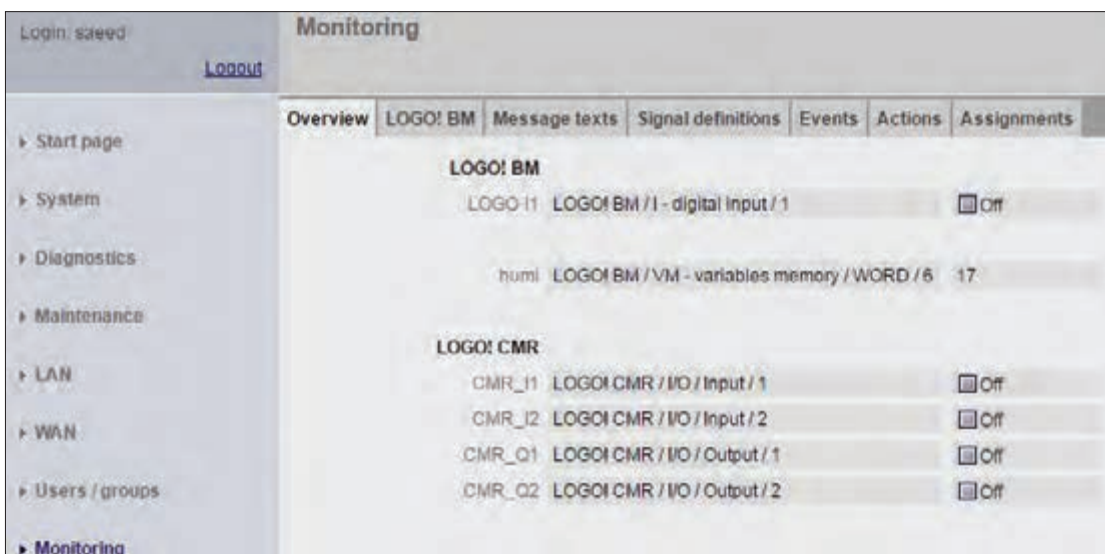 Login: saeed
Logout
Monitoring
Overview LOGO! BM Message texts Signal definitions Events Actions Assignments
Start page
System
Diagnostics
Maintenance
LAN
WAN
Users / groups
Monitoring
LOGO! BM
LOGO I1 LOGO! BM / I - digital input / 1 Off
humi LOGO! BM / VM - variables memory / WORD / 6 17
LOGO! CMR
CMR_I1 LOGO! CMR / I/O / Input / 1 Off
CMR_I2 LOGO! CMR / I/O / Input / 2 Off
CMR_Q1 LOGO! CMR / I/O / Output / 1 Off
CMR_Q2 LOGO! CMR / I/O / Output / 2 Off